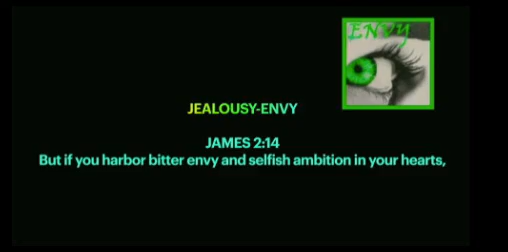 ENVY
JEALOUSY-ENVY
JAMES 2:14
But if you harbor bitter envy and selfish ambition in your hearts,